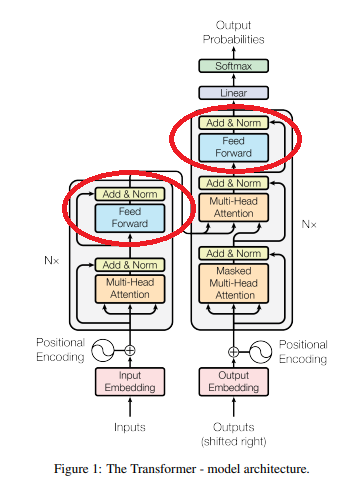 Output
Probabilities
Softmax
Linear
Add & Norm
Feed
Forward
Add & Norm
Multi-Head
Attention
Add & Norm
Masked
Multi-Head
Attention
Nx
Add & Norm
Feed
Forward
Add & Norm
Multi-Head
Attention
Nx
Positional
Encoding
Positional
Encoding
Input
Embedding
Output
Embedding
Inputs
Outputs
(shifted right)
Figure 1: The Transformer - model architecture.